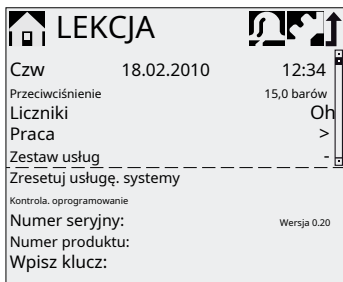 LEKCJA
Czw 18.02.2010 12:34
Przeciwciśnienie 15,0 barów
Liczniki Oh
Praca >
Zestaw usług -
Zresetuj usługę. systemy
Kontrola. oprogramowanie
Numer seryjny: Wersja 0.20
Numer produktu:
Wpisz klucz: